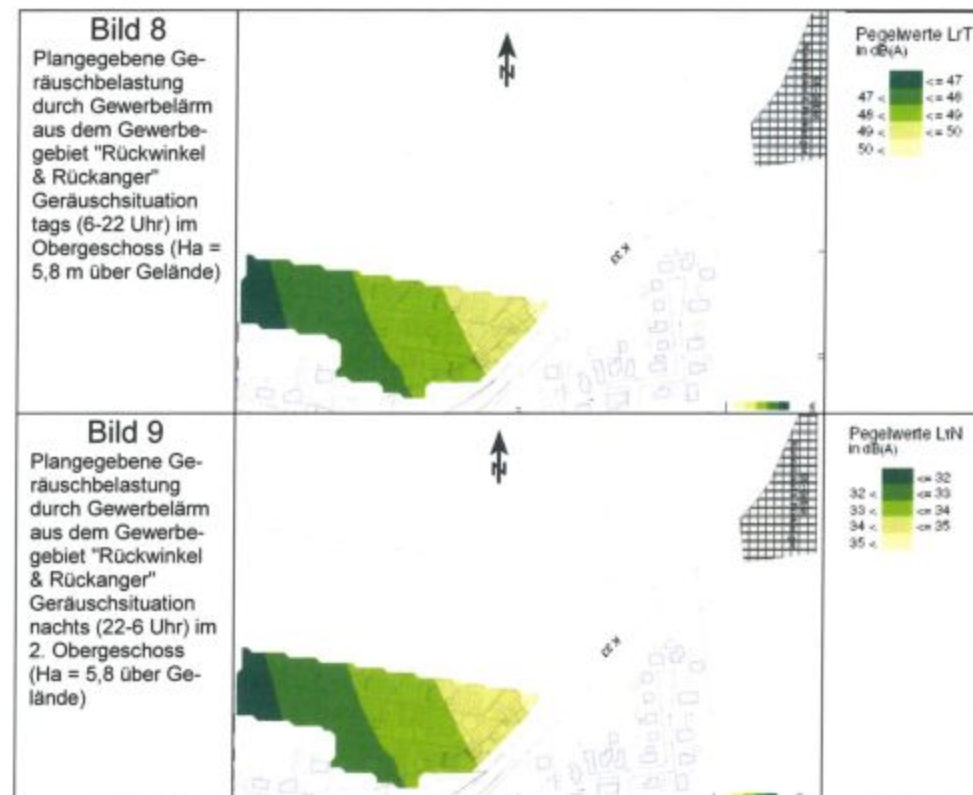 Bild 8
Plangegebene Ge-
räuschbelastung
durch Gewerbelärm
aus dem Gewerbe-
gebiet "Rückwinkel
& Rückanger"
Geräuschsituation
tags (6-22 Uhr) im
Obergeschoss (Ha =
5,8 m über Gelände)
N
K 33
Pegelwerte LrT
in dB(A)
<= 47
47 < <= 48
48 < <= 49
49 < <= 50
50 <
Bild 9
Plangegebene Ge-
räuschbelastung
durch Gewerbelärm
aus dem Gewerbe-
gebiet "Rückwinkel
& Rückanger"
Geräuschsituation
nachts (22-6 Uhr) im
2. Obergeschoss
(Ha = 5,8 über Ge-
lände)
N
K 33
Pegelwerte LrN
in dB(A)
<= 32
32 < <= 33
33 < <= 34
34 < <= 35
35 <